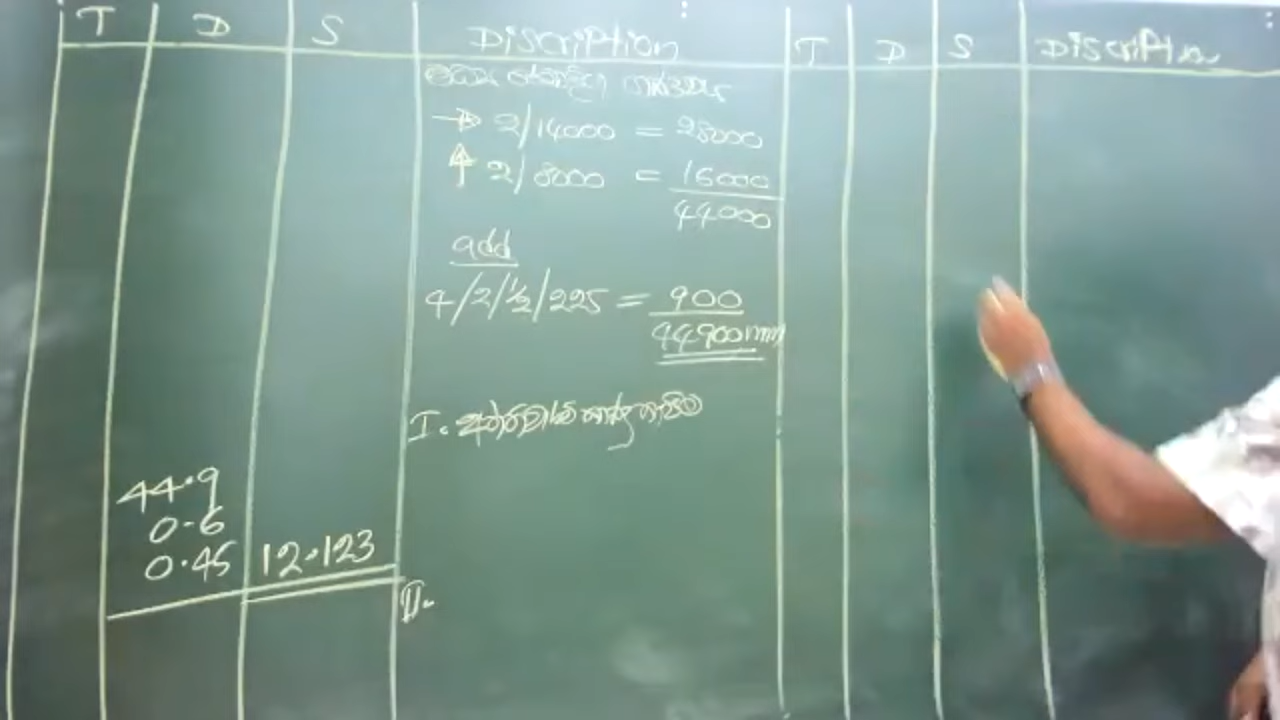 T D S Discription T D S Discription
මධ්‍ය
→ 2/14000 = 28000
↑ 2/8000 = 16000
44000
add
4/2/½/225 = 900
44900mm
I.
44.9
0.6
0.45 12.123
II.